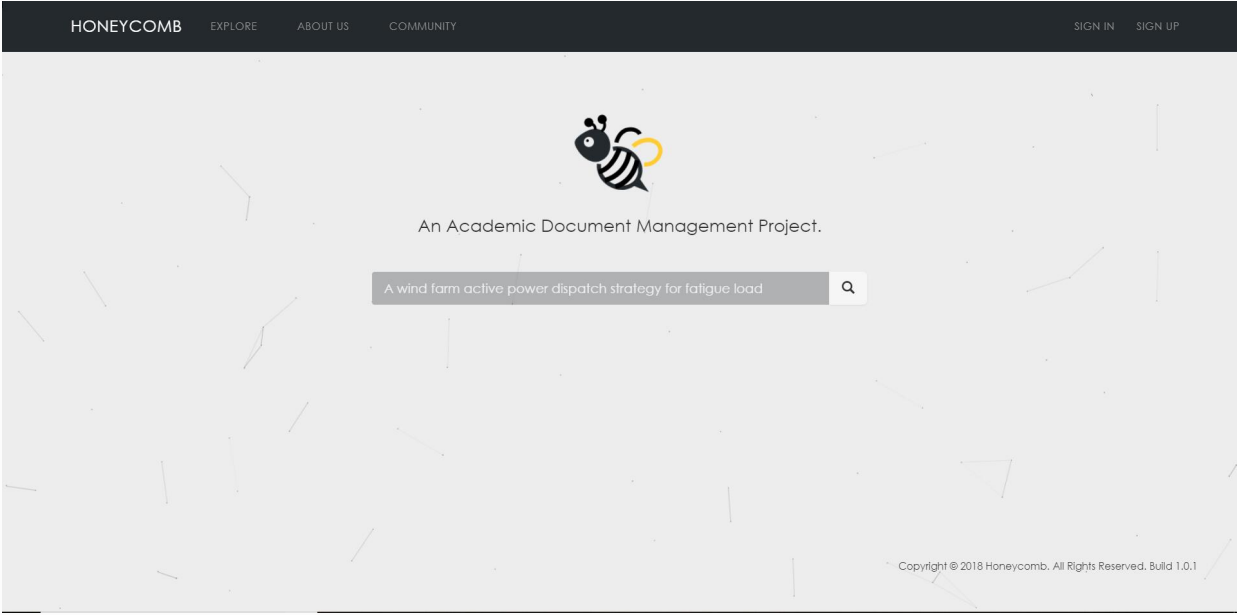 HONEYCOMB EXPLORE ABOUT US COMMUNITY SIGN IN SIGN UP
An Academic Document Management Project.
A wind farm active power dispatch strategy for fatigue load
Copyright © 2018 Honeycomb. All Rights Reserved. Build 1.0.1